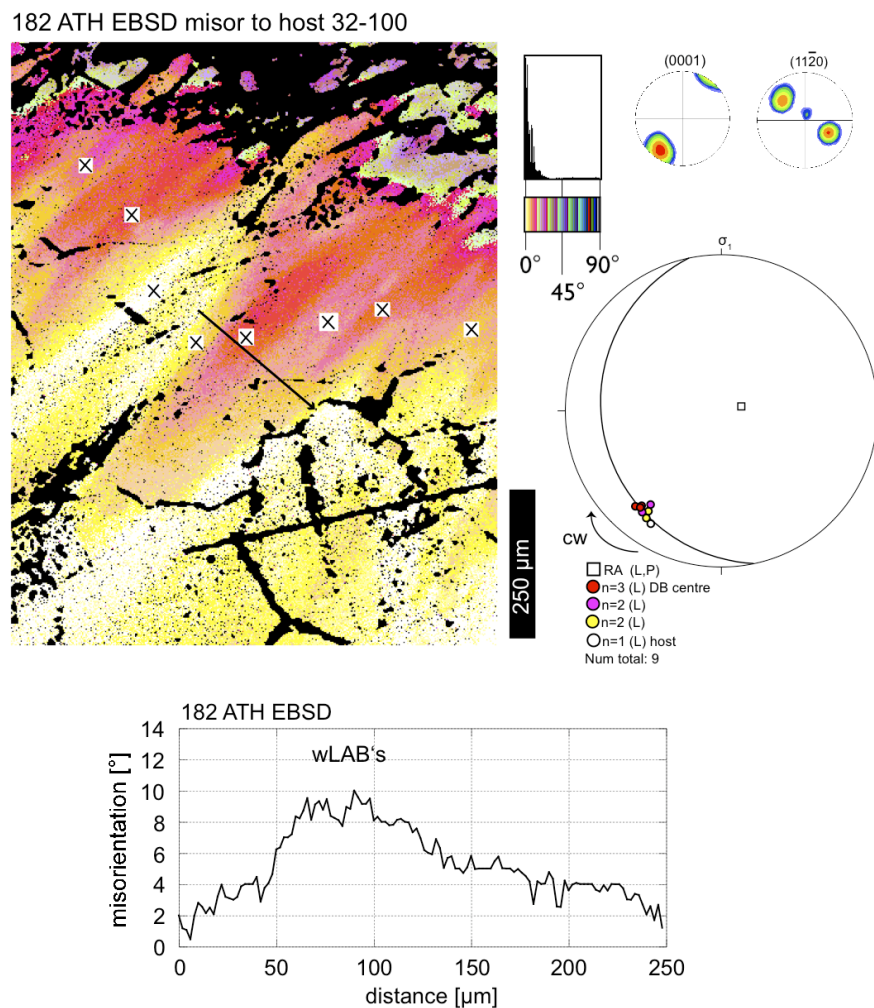 182 ATH EBSD misor to host 32-100
(0001)
(112̄0)
0°
90°
45°
250 µm
σ₁
CW
RA (L,P)
n=3 (L) DB centre
n=2 (L)
n=2 (L)
n=1 (L) host
Num total: 9
182 ATH EBSD
wLAB‘s
misorientation [°]
14
12
10
8
6
4
2
0
0
50
100
150
200
250
distance [µm]